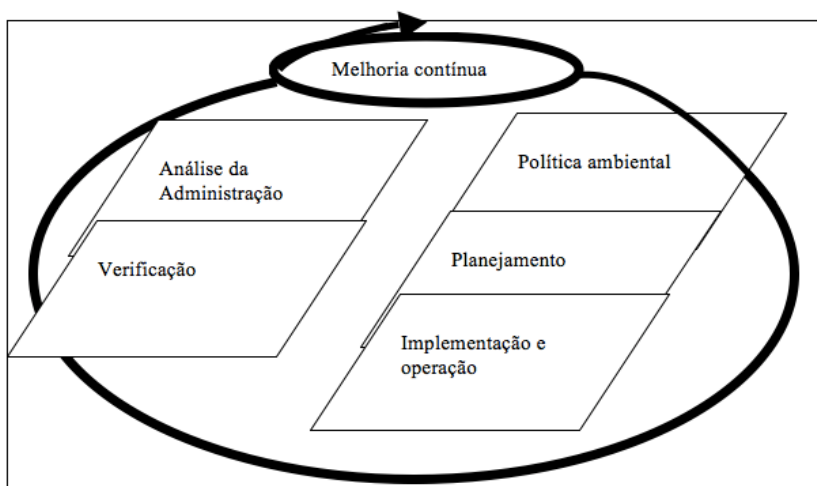 Melhoria contínua
Política ambiental
Análise da
Administração
Planejamento
Verificação
Implementação e
operação